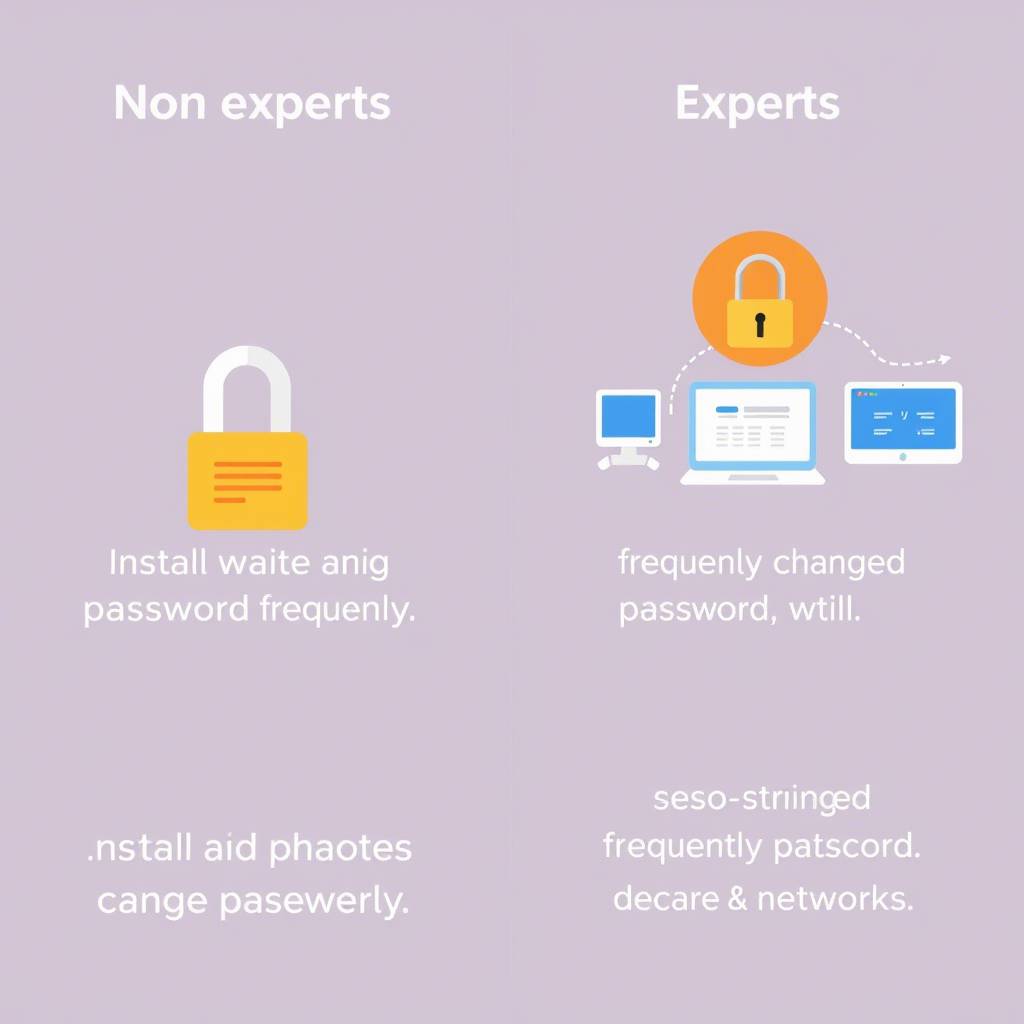 Non experts
Install waite anig
password frequenly.
.nstall aid phaotes
cange pasewerly.
Experts
frequenly changed
password, wtill.
seso-striinged
frequently patscord.
decare & networks.